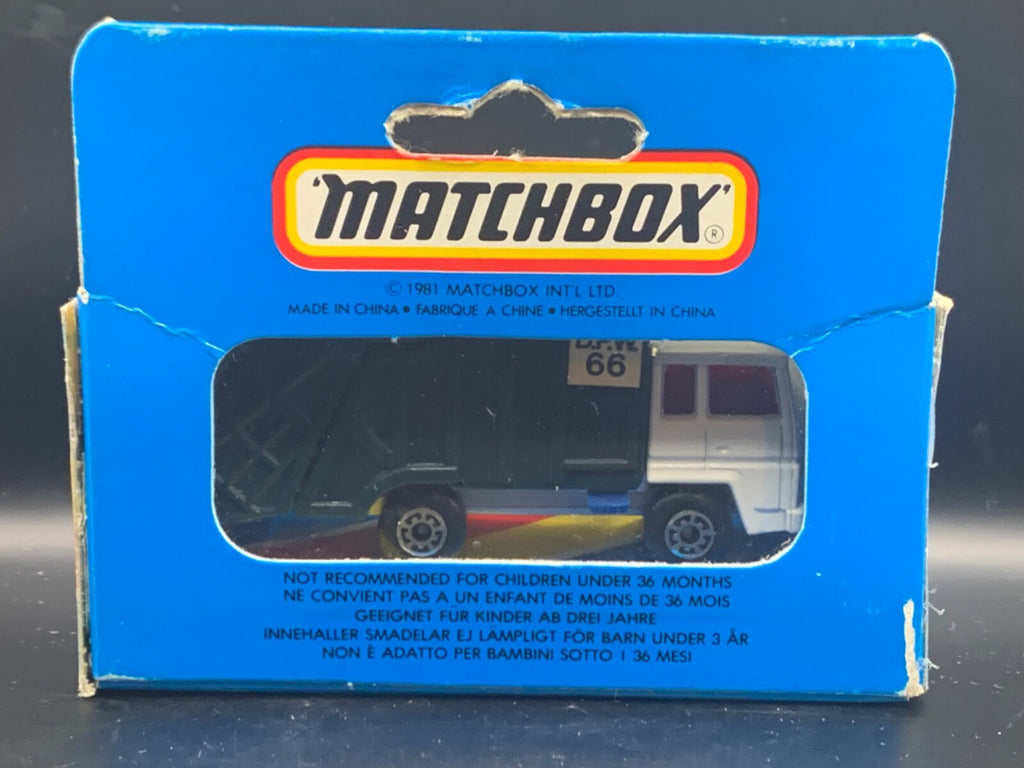 'MATCHBOX' ®
© 1981 MATCHBOX INT'L LTD.
MADE IN CHINA • FABRIQUE A CHINE • HERGESTELLT IN CHINA
D.P.W.
66
NOT RECOMMENDED FOR CHILDREN UNDER 36 MONTHS
NE CONVIENT PAS A UN ENFANT DE MOINS DE 36 MOIS
GEEIGNET FÜR KINDER AB DREI JAHRE
INNEHALLER SMADELAR EJ LÄMPLIGT FÖR BARN UNDER 3 ÅR
NON È ADATTO PER BAMBINI SOTTO I 36 MESI